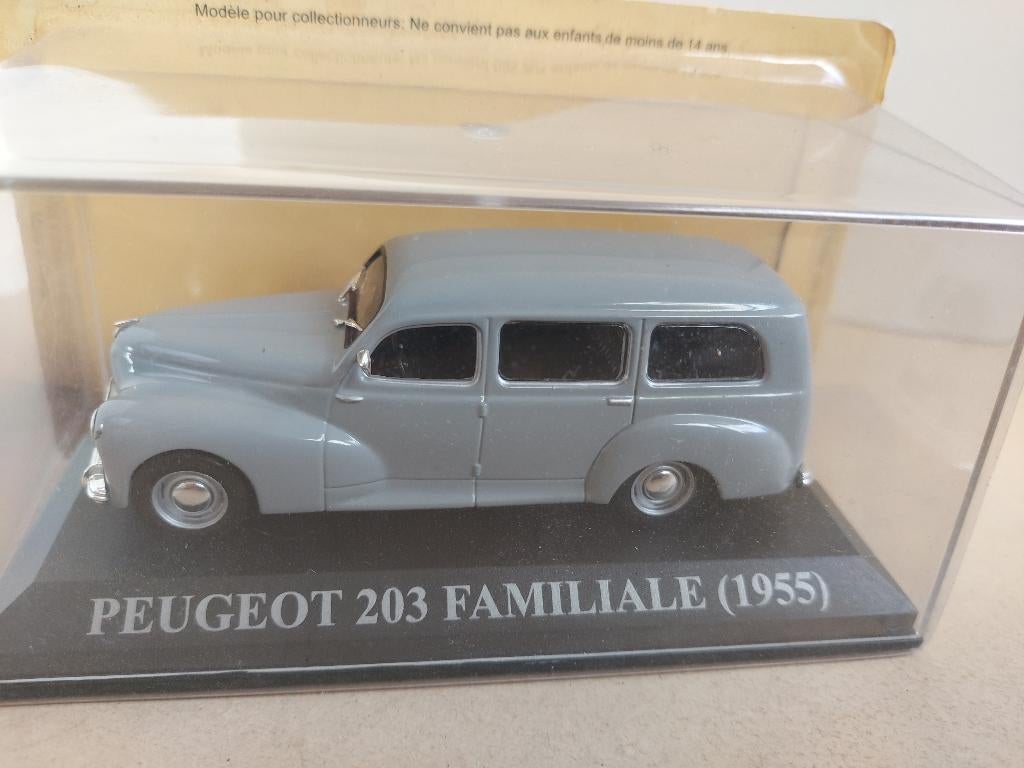 Modèle pour collectionneurs: Ne convient pas aux enfants de moins de 14 ans
PEUGEOT 203 FAMILIALE (1955)